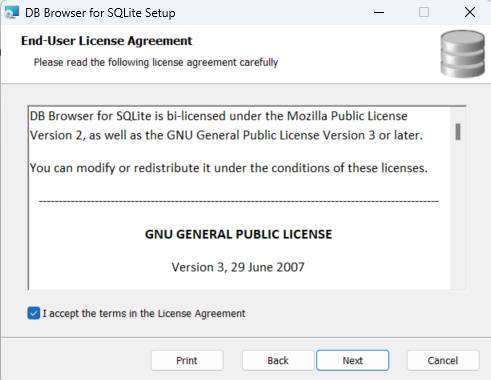 DB Browser for SQLite Setup
End-User License Agreement
Please read the following license agreement carefully
DB Browser for SQLite is bi-licensed under the Mozilla Public License
Version 2, as well as the GNU General Public License Version 3 or later.
You can modify or redistribute it under the conditions of these licenses.
--------------------------------------------------------------------------------
GNU GENERAL PUBLIC LICENSE
Version 3, 29 June 2007
I accept the terms in the License Agreement
Print Back Next Cancel